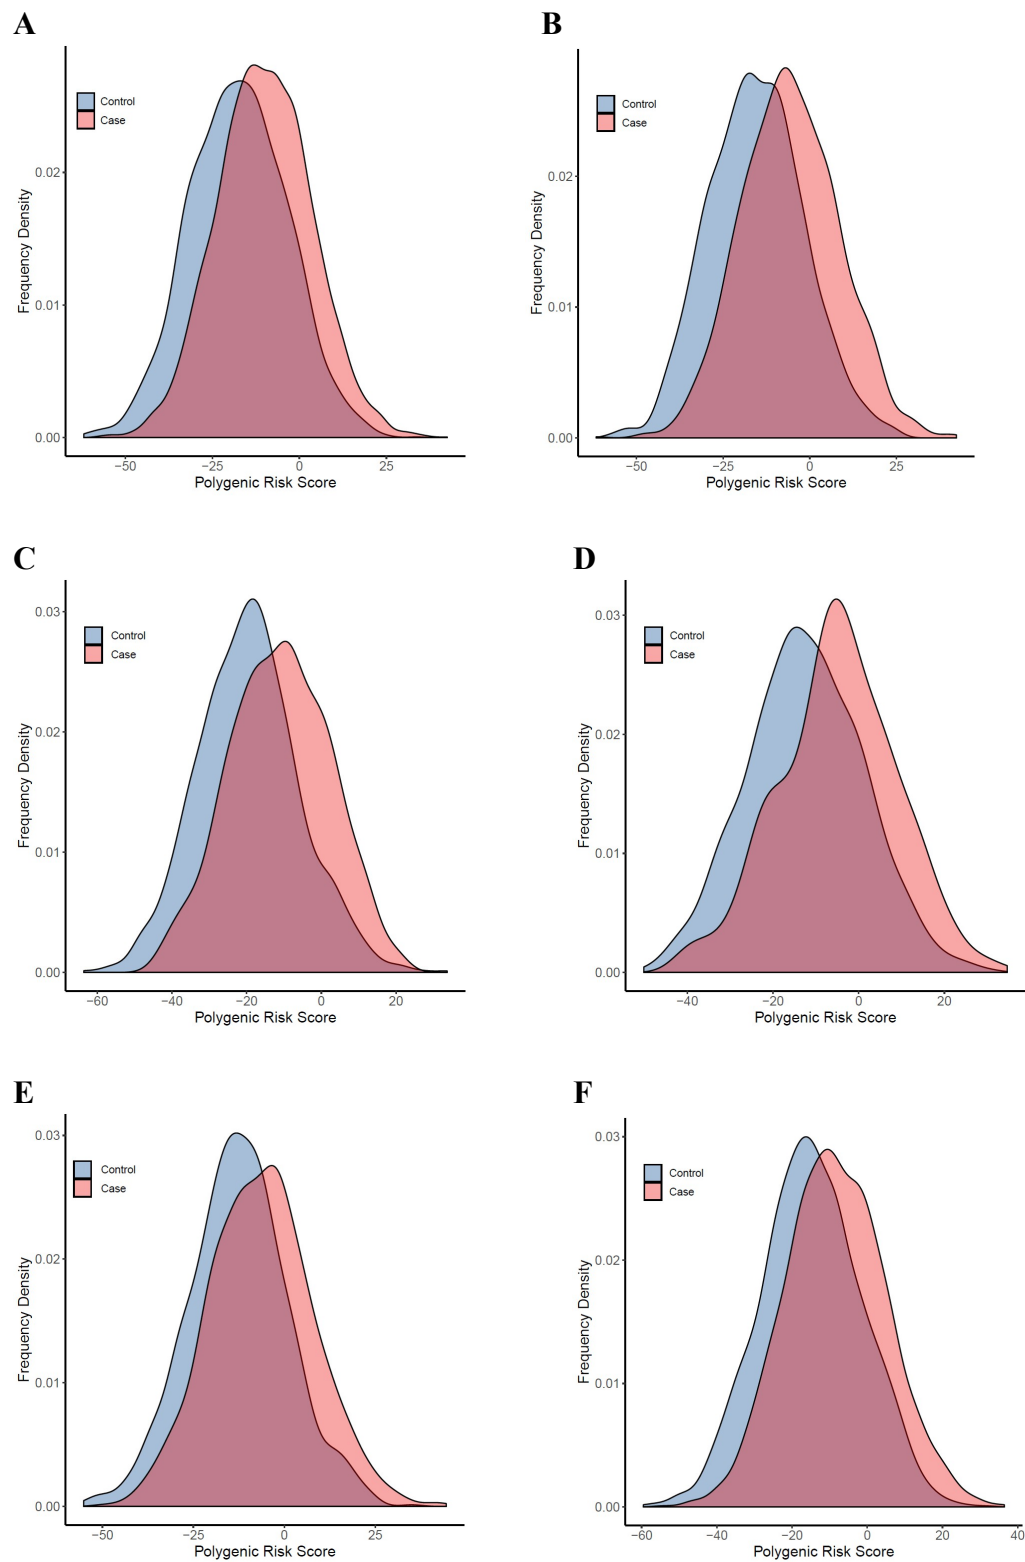 A
Control
Case
0.02
0.01
0.00
Frequency Density
−50 −25 0 25
Polygenic Risk Score
B
Control
Case
0.02
0.01
0.00
Frequency Density
−50 −25 0 25
Polygenic Risk Score
C
0.03
Control
Case
0.02
0.01
0.00
Frequency Density
−60 −40 −20 0 20
Polygenic Risk Score
D
0.03
Control
Case
0.02
0.01
0.00
Frequency Density
−40 −20 0 20
Polygenic Risk Score
E
0.03
Control
Case
0.02
0.01
0.00
Frequency Density
−50 −25 0 25
Polygenic Risk Score
F
0.03
Control
Case
0.02
0.01
0.00
Frequency Density
−60 −40 −20 0 20 40
Polygenic Risk Score